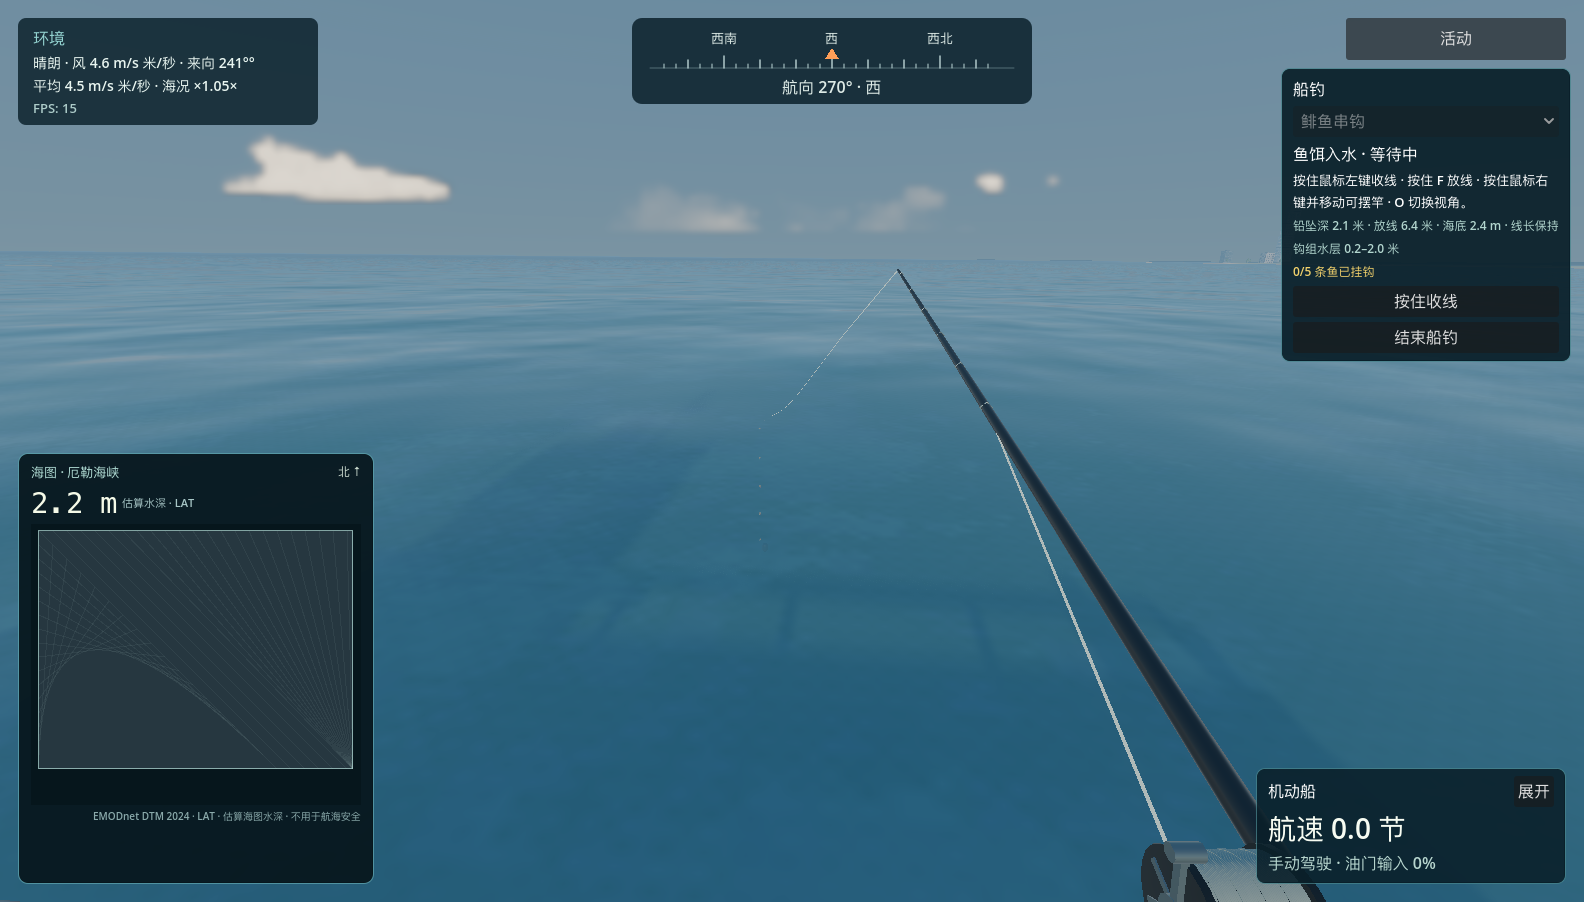 环境
晴朗 · 风 4.6 m/s 米/秒 · 来向 241°°
平均 4.5 m/s 米/秒 · 海况 ×1.05×
FPS: 15
西南 西 西北
航向 270° · 西
活动
船钓
鲱鱼串钩
鱼饵入水 · 等待中
按住鼠标左键收线 · 按住 F 放线 · 按住鼠标右
键并移动可摆竿 · O 切换视角。
铅坠深 2.1 米 · 放线 6.4 米 · 海底 2.4 m · 线长保持
钩组水层 0.2–2.0 米
0/5 条鱼已挂钩
按住收线
结束船钓
海图 · 厄勒海峡 北 ↑
2.2 m 估算水深 · LAT
EMODnet DTM 2024 · LAT · 估算海图水深 · 不用于航海安全
机动船 展开
航速 0.0 节
手动驾驶 · 油门输入 0%